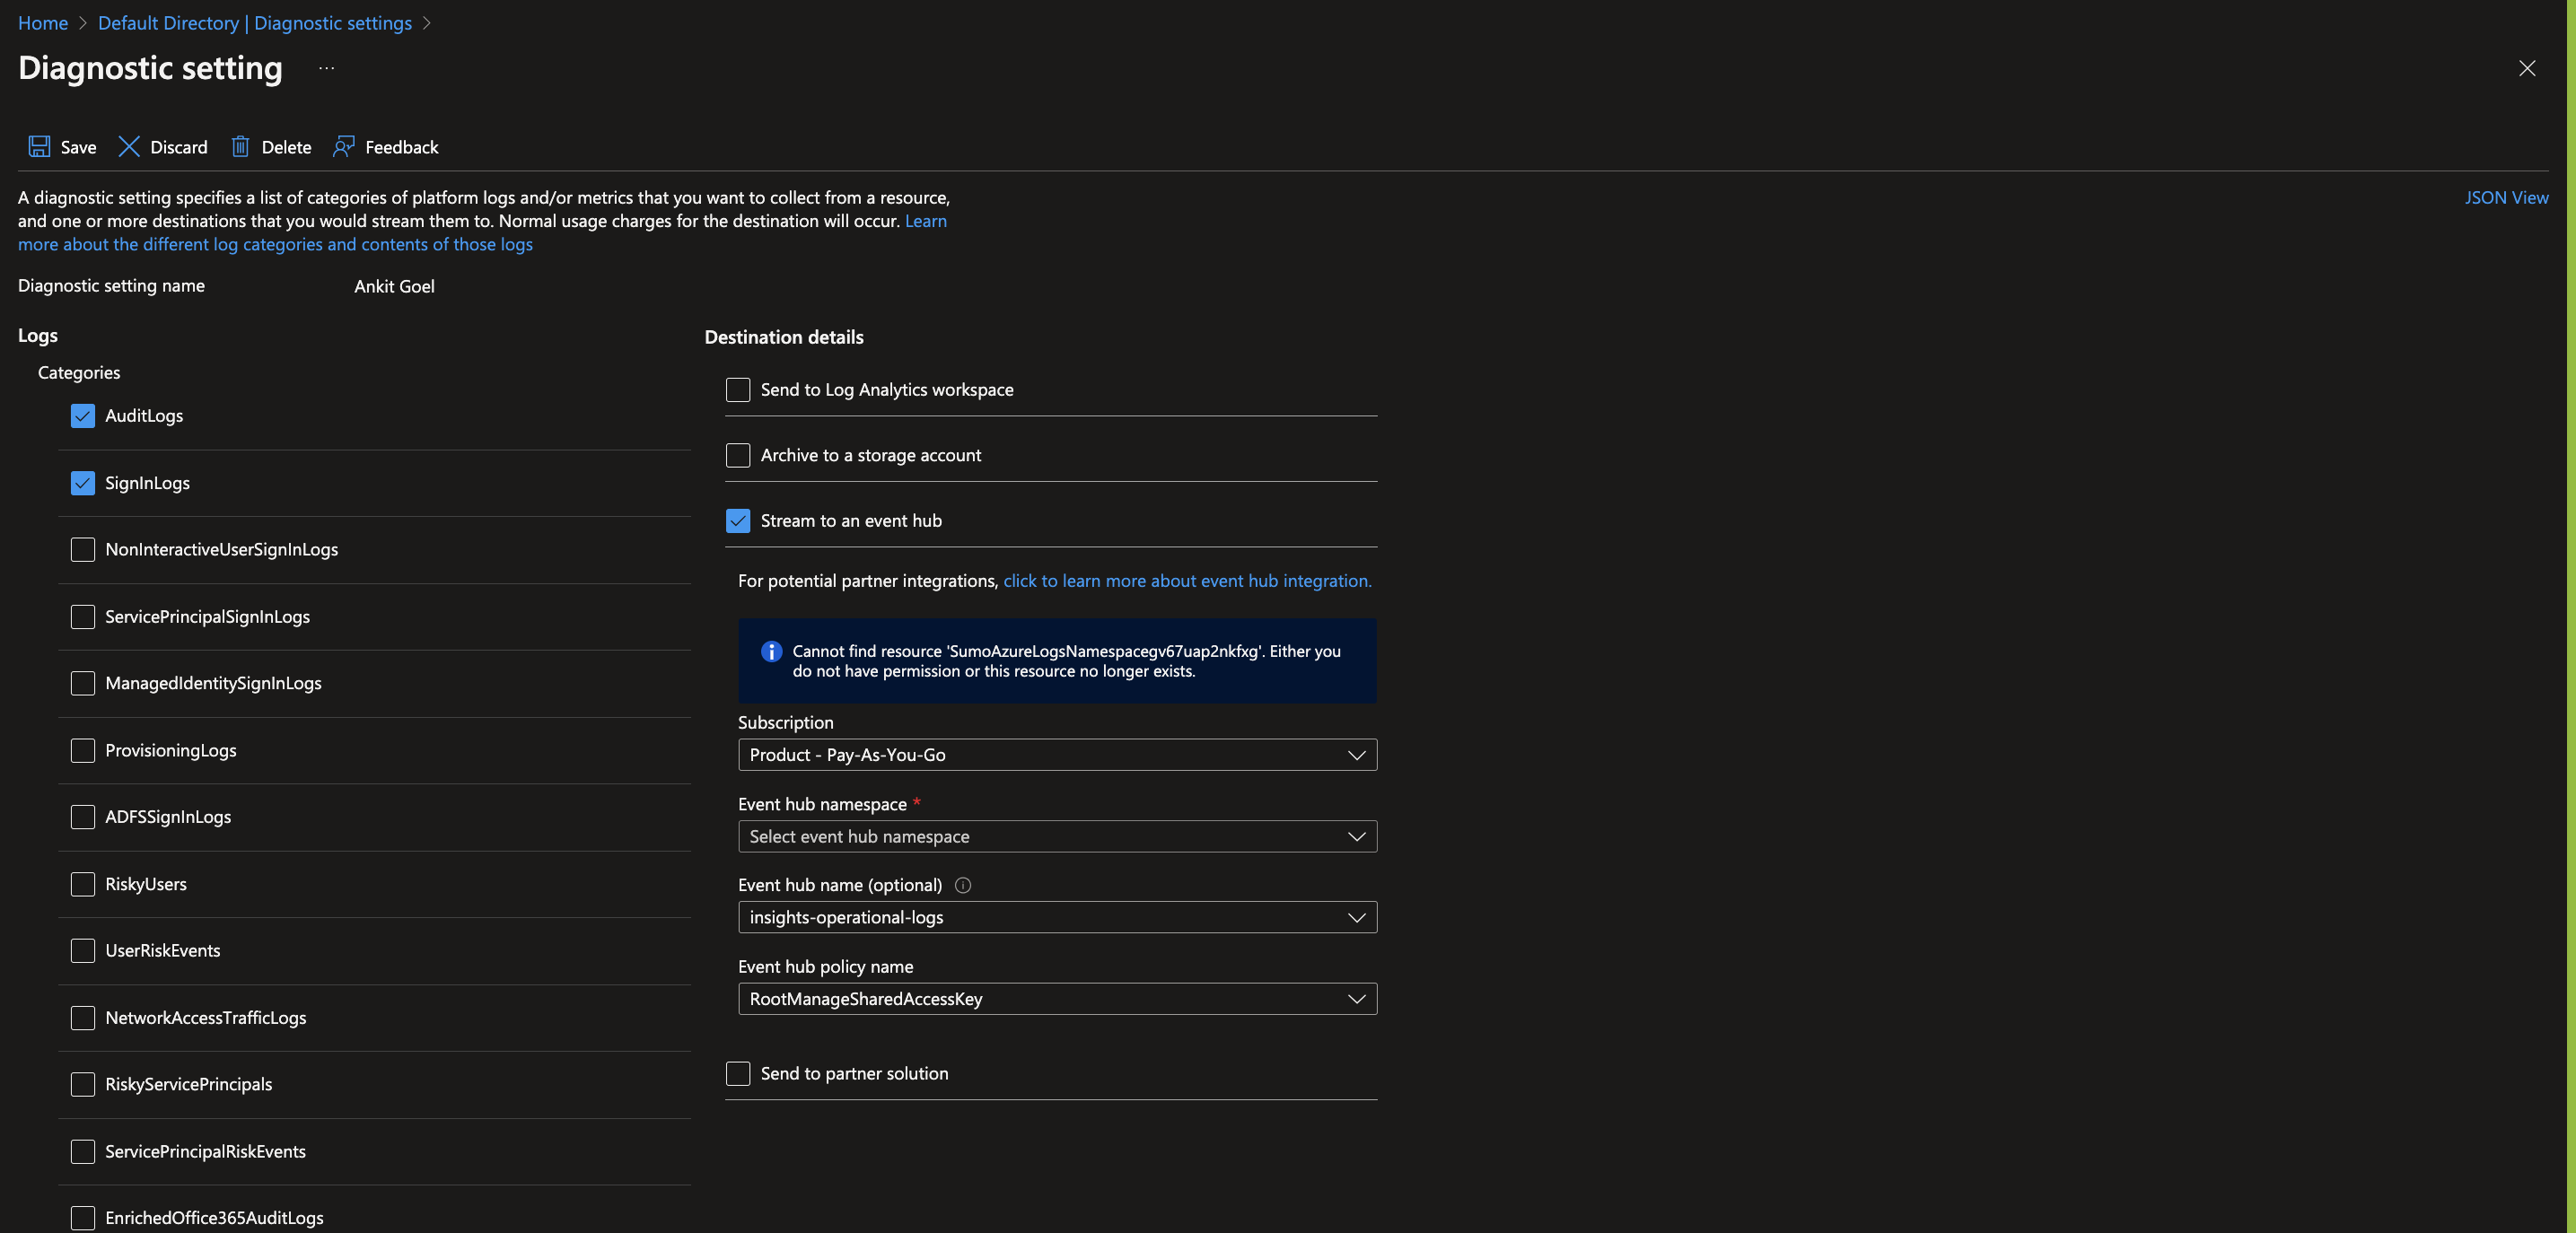 Home > Default Directory | Diagnostic settings >
Diagnostic setting ...
Save Discard Delete Feedback
A diagnostic setting specifies a list of categories of platform logs and/or metrics that you want to collect from a resource,
and one or more destinations that you would stream them to. Normal usage charges for the destination will occur. Learn
more about the different log categories and contents of those logs
JSON View
Diagnostic setting name Ankit Goel
Logs
Categories
AuditLogs
SignInLogs
NonInteractiveUserSignInLogs
ServicePrincipalSignInLogs
ManagedIdentitySignInLogs
ProvisioningLogs
ADFSSignInLogs
RiskyUsers
UserRiskEvents
NetworkAccessTrafficLogs
RiskyServicePrincipals
ServicePrincipalRiskEvents
EnrichedOffice365AuditLogs
Destination details
Send to Log Analytics workspace
Archive to a storage account
Stream to an event hub
For potential partner integrations, click to learn more about event hub integration.
Cannot find resource 'SumoAzureLogsNamespacegv67uap2nkfxg'. Either you
do not have permission or this resource no longer exists.
Subscription
Product - Pay-As-You-Go
Event hub namespace *
Select event hub namespace
Event hub name (optional)
insights-operational-logs
Event hub policy name
RootManageSharedAccessKey
Send to partner solution